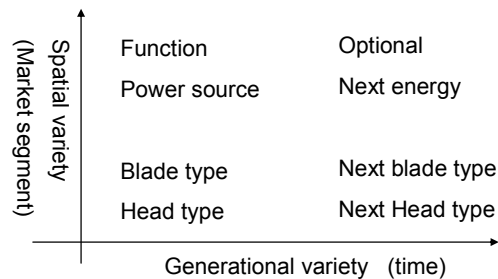 Spatial variety
(Market segment)
Function Optional
Power source Next energy
Blade type Next blade type
Head type Next Head type
Generational variety (time)